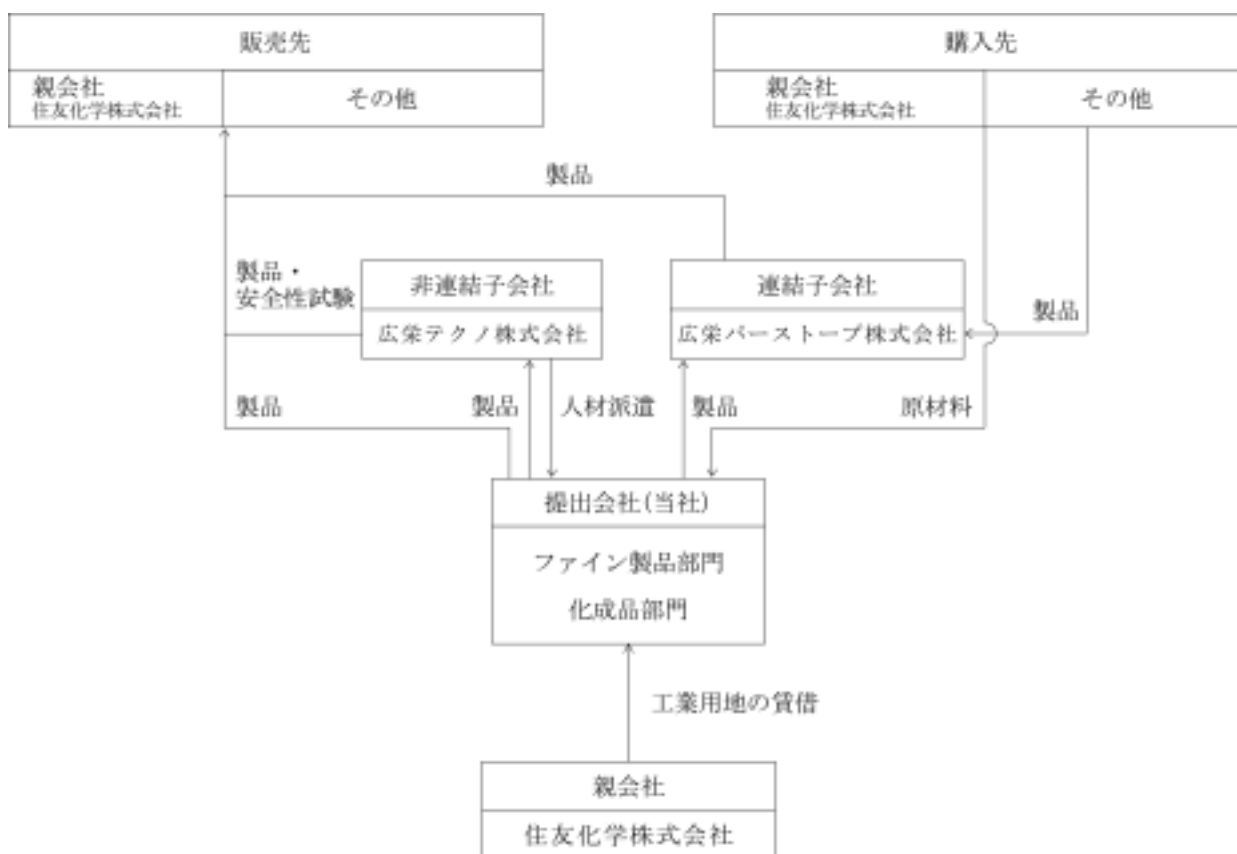 販売先
親会社
住友化学株式会社
その他
購入先
親会社
住友化学株式会社
その他
製品
製品・
安全性試験
非連結子会社
広栄テクノ株式会社
連結子会社
広栄パーストープ株式会社
製品
製品
製品
人材派遣
製品
原材料
提出会社(当社)
ファイン製品部門
化成品部門
工業用地の賃借
親会社
住友化学株式会社